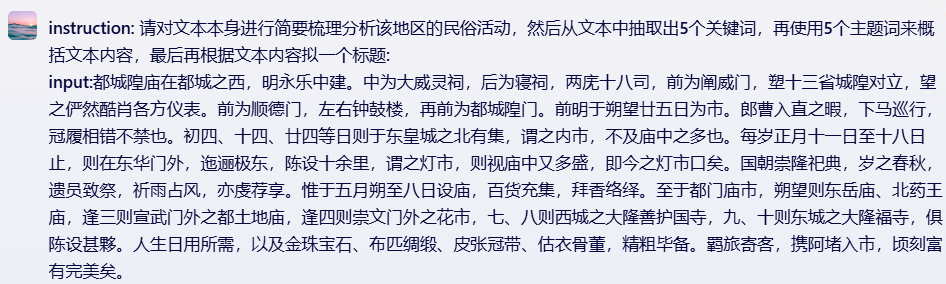 instruction: 请对文本本身进行简要梳理分析该地区的民俗活动，然后从文本中抽取出5个关键词，再使用5个主题词来概
括文本内容，最后再根据文本内容拟一个标题:
input:都城隍庙在都城之西，明永乐中建。中为大威灵祠，后为寝祠，两庑十八司，前为阐威门，塑十三省城隍对立，望
之俨然酷肖各方仪表。前为顺德门，左右钟鼓楼，再前为都城隍门。前明于朔望廿五日为市。郎曹入直之暇，下马巡行，
冠履相错不禁也。初四、十四、廿四等日则于东皇城之北有集，谓之内市，不及庙中之多也。每岁正月十一日至十八日
止，则在东华门外，迤逦极东，陈设十余里，谓之灯市，则视庙中又多盛，即今之灯市口矣。国朝崇隆祀典，岁之春秋，
遗员致祭，祈雨占风，亦虔荐享。惟于五月朔至八日设庙，百货充集，拜香络绎。至于都门庙市，朔望则东岳庙、北药王
庙，逢三则宣武门外之都土地庙，逢四则崇文门外之花市，七、八则西城之大隆善护国寺，九、十则东城之大隆福寺，俱
陈设甚夥。人生日用所需，以及金珠宝石、布匹绸缎、皮张冠带、估衣骨董，精粗毕备。羁旅寄客，携阿堵入市，顷刻富
有完美矣。